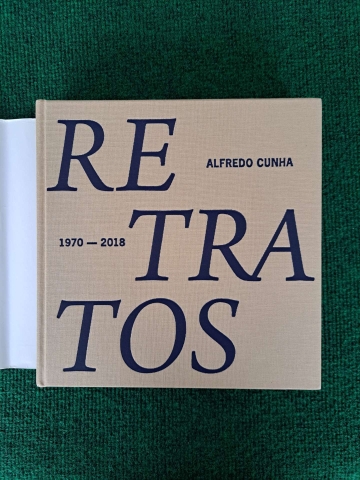 RE
ALFREDO CUNHA
1970 — 2018
TRA
TOS